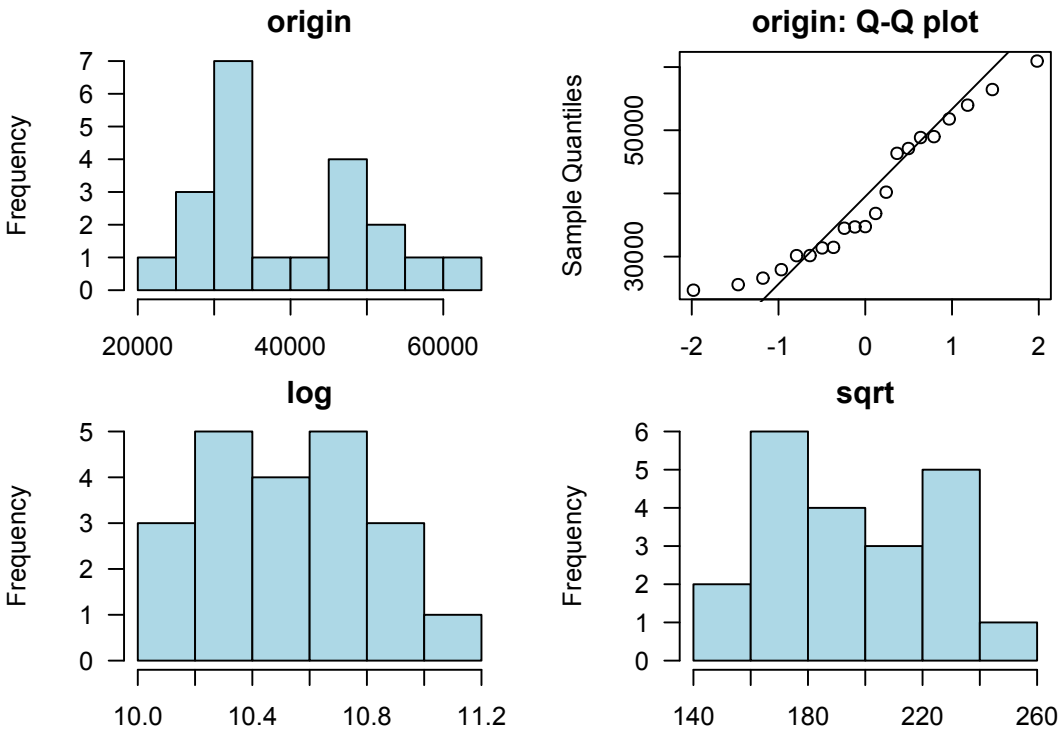 origin
Frequency
7
6
5
4
3
2
1
0
20000 40000 60000
origin: Q-Q plot
Sample Quantiles
50000
30000
-2 -1 0 1 2
log
Frequency
5
4
3
2
1
0
10.0 10.4 10.8 11.2
sqrt
Frequency
6
5
4
3
2
1
0
140 180 220 260